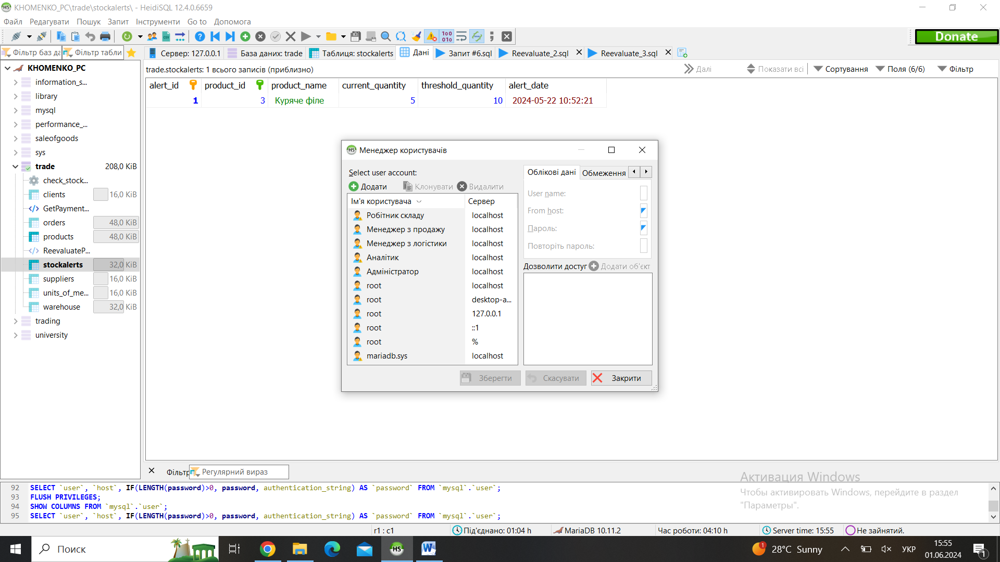 KHOMENKO_PC\trade\stockalerts\ - HeidiSQL 12.4.0.6659
Файл Редагувати Пошук Запит Інструменти Go to Допомога
Donate
Фільтр баз да Фільтр табли
Сервер: 127.0.0.1 База даних: trade Таблиця: stockalerts Дані Запит #6.sql Reevaluate_2.sql Reevaluate_3.sql
KHOMENKO_PC
information_s...
library
mysql
performance_...
saleofgoods
sys
trade 208,0 KiB
check_stock...
clients 16,0 KiB
GetPayment...
orders 48,0 KiB
products 48,0 KiB
ReevaluateP...
stockalerts 32,0 KiB
suppliers 16,0 KiB
units_of_me... 16,0 KiB
warehouse 32,0 KiB
trading
university
trade.stockalerts: 1 всього записів (приблизно)
Далі Показати всі Сортування Поля (6/6) Фільтр
alert_id product_id product_name current_quantity threshold_quantity alert_date
1 3 Куряче філе 5 10 2024-05-22 10:52:21
Менеджер користувачів
Select user account:
Додати Клонувати Видалити
Ім'я користувача Сервер
Робітник складу localhost
Менеджер з продажу localhost
Менеджер з логістики localhost
Аналітик localhost
Адміністратор localhost
root localhost
root desktop-a...
root 127.0.0.1
root ::1
root %
mariadb.sys localhost
Облікові дані Обмеження
User name:
From host:
Пароль:
Повторіть пароль:
Дозволити доступ Додати об'єкт
Зберегти Скасувати Закрити
Фільтр Регулярний вираз
92 SELECT `user`, `host`, IF(LENGTH(password)>0, password, authentication_string) AS `password` FROM `mysql`.`user`;
93 FLUSH PRIVILEGES;
94 SHOW COLUMNS FROM `mysql`.`user`;
95 SELECT `user`, `host`, IF(LENGTH(password)>0, password, authentication_string) AS `password` FROM `mysql`.`user`;
Активация Windows
Чтобы активировать Windows, перейдите в раздел
"Параметры".
r1 : c1 Під'єднано: 01:04 h MariaDB 10.11.2 Час роботи: 04:10 h Server time: 15:55 Не зайнятий.
Поиск
1 28°C Sunny УКР 15:55
01.06.2024
1